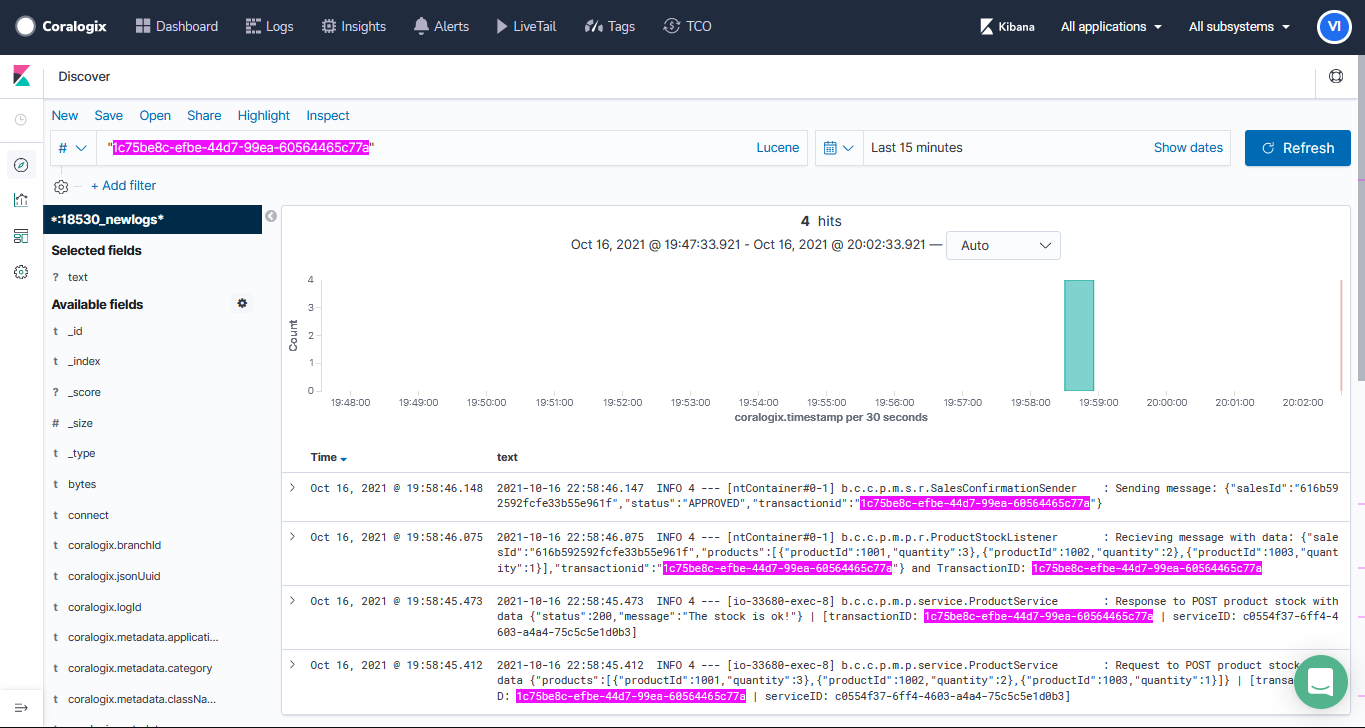 Coralogix Dashboard Logs Insights Alerts LiveTail Tags TCO Kibana All applications All subsystems VI
Discover
New Save Open Share Highlight Inspect
# "1c75be8c-efbe-44d7-99ea-60564465c77a" Lucene Last 15 minutes Show dates Refresh
+ Add filter
*:18530_newlogs*
Selected fields
? text
Available fields
t _id
t _index
? _score
# _size
t _type
t bytes
t connect
t coralogix.branchId
t coralogix.jsonUuid
t coralogix.logId
t coralogix.metadata.applicati...
t coralogix.metadata.category
t coralogix.metadata.classNa...
4 hits
Oct 16, 2021 @ 19:47:33.921 - Oct 16, 2021 @ 20:02:33.921 — Auto
4
3
2
1
0
Count
19:48:00 19:49:00 19:50:00 19:51:00 19:52:00 19:53:00 19:54:00 19:55:00 19:56:00 19:57:00 19:58:00 19:59:00 20:00:00 20:01:00 20:02:00
coralogix.timestamp per 30 seconds
Time text
Oct 16, 2021 @ 19:58:46.148 2021-10-16 22:58:46.147 INFO 4 --- [ntContainer#0-1] b.c.c.p.m.s.r.SalesConfirmationSender : Sending message: {"salesId":"616b59
2592fcfe33b55e961f","status":"APPROVED","transactionid":"1c75be8c-efbe-44d7-99ea-60564465c77a"}
Oct 16, 2021 @ 19:58:46.075 2021-10-16 22:58:46.075 INFO 4 --- [ntContainer#0-1] b.c.c.p.m.p.r.ProductStockListener : Recieving message with data: {"sale
sId":"616b592592fcfe33b55e961f","products":[{"productId":1001,"quantity":3},{"productId":1002,"quantity":2},{"productId":1003,"quant
ity":1}],"transactionid":"1c75be8c-efbe-44d7-99ea-60564465c77a"} and TransactionID: 1c75be8c-efbe-44d7-99ea-60564465c77a
Oct 16, 2021 @ 19:58:45.473 2021-10-16 22:58:45.473 INFO 4 --- [io-33680-exec-8] b.c.c.p.m.p.service.ProductService : Response to POST product stock with
data {"status":200,"message":"The stock is ok!"} | [transactionID: 1c75be8c-efbe-44d7-99ea-60564465c77a | serviceID: c0554f37-6ff4-4
603-a4a4-75c5c5e1d0b3]
Oct 16, 2021 @ 19:58:45.412 2021-10-16 22:58:45.412 INFO 4 --- [io-33680-exec-8] b.c.c.p.m.p.service.ProductService : Request to POST product stock
data {"products":[{"productId":1001,"quantity":3},{"productId":1002,"quantity":2},{"productId":1003,"quantity":1}]} | [transa
D: 1c75be8c-efbe-44d7-99ea-60564465c77a | serviceID: c0554f37-6ff4-4603-a4a4-75c5c5e1d0b3]